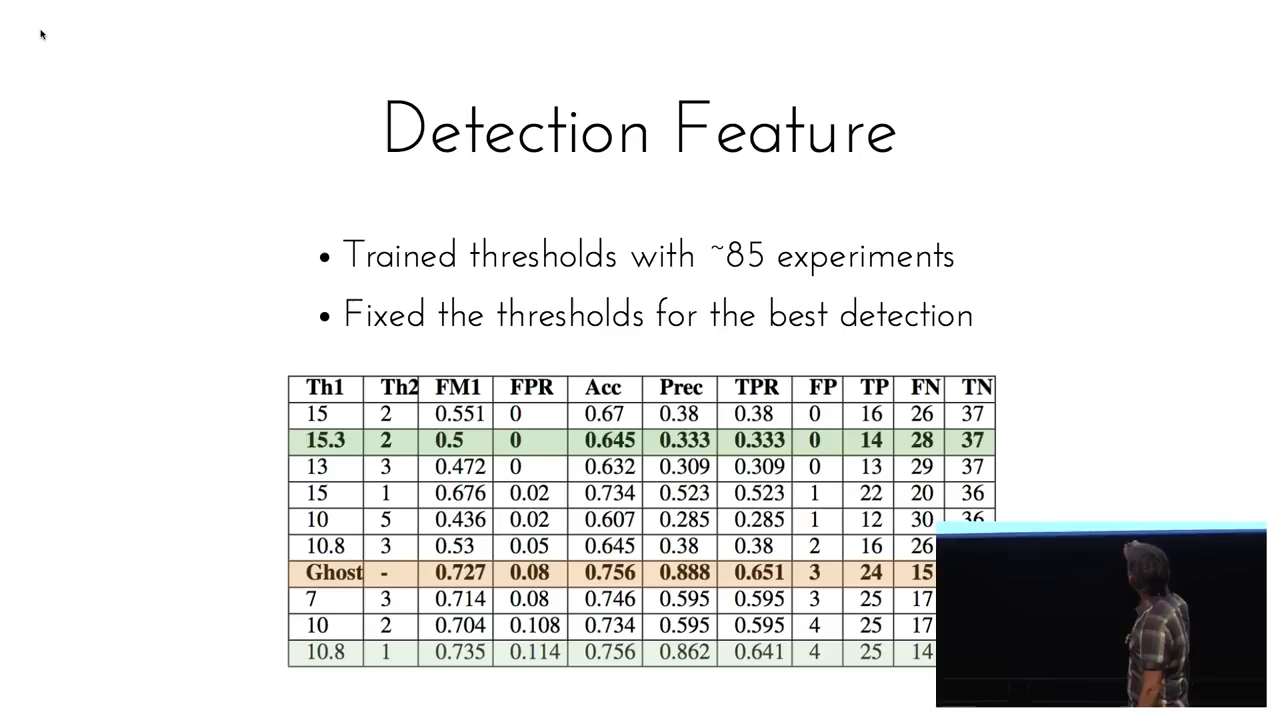 Detection Feature
• Trained thresholds with ~85 experiments
• Fixed the thresholds for the best detection
Th1 Th2 FM1 FPR Acc Prec TPR FP TP FN TN
15 2 0.551 0 0.67 0.38 0.38 0 16 26 37
15.3 2 0.5 0 0.645 0.333 0.333 0 14 28 37
13 3 0.472 0 0.632 0.309 0.309 0 13 29 37
15 1 0.676 0.02 0.734 0.523 0.523 1 22 20 36
10 5 0.436 0.02 0.607 0.285 0.285 1 12 30 36
10.8 3 0.53 0.05 0.645 0.38 0.38 2 16 26
Ghost - 0.727 0.08 0.756 0.888 0.651 3 24 15
7 3 0.714 0.08 0.746 0.595 0.595 3 25 17
10 2 0.704 0.108 0.734 0.595 0.595 4 25 17
10.8 1 0.735 0.114 0.756 0.862 0.641 4 25 14